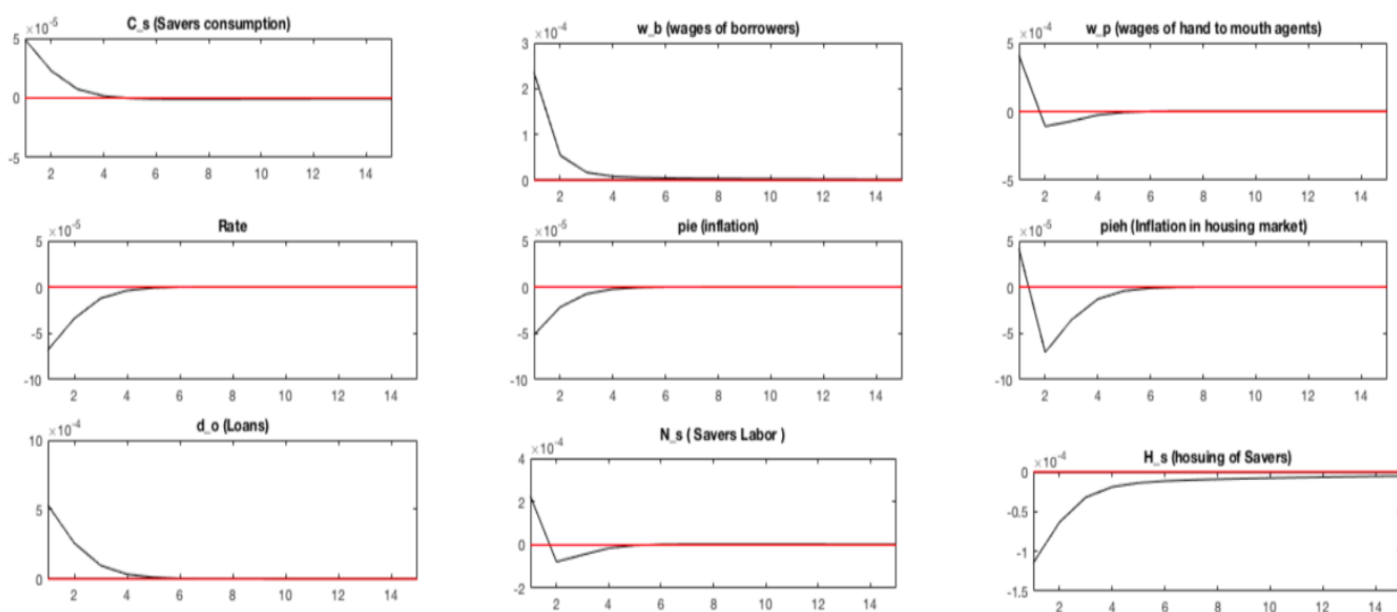 C_s (Savers consumption)
×10⁻⁵
5
0
-5
2 4 6 8 10 12 14
w_b (wages of borrowers)
×10⁻⁴
3
2
1
0
2 4 6 8 10 12 14
w_p (wages of hand to mouth agents)
×10⁻⁴
5
0
-5
2 4 6 8 10 12 14
Rate
×10⁻⁵
5
0
-5
-10
2 4 6 8 10 12 14
pie (inflation)
×10⁻⁵
5
0
-5
-10
2 4 6 8 10 12 14
pieh (Inflation in housing market)
×10⁻⁵
5
0
-5
-10
2 4 6 8 10 12 14
d_o (Loans)
×10⁻⁴
10
5
0
2 4 6 8 10 12 14
N_s ( Savers Labor )
×10⁻⁴
4
2
0
-2
2 4 6 8 10 12 14
H_s (hosuing of Savers)
×10⁻⁴
0
-0.5
-1
-1.5
2 4 6 8 10 12 14